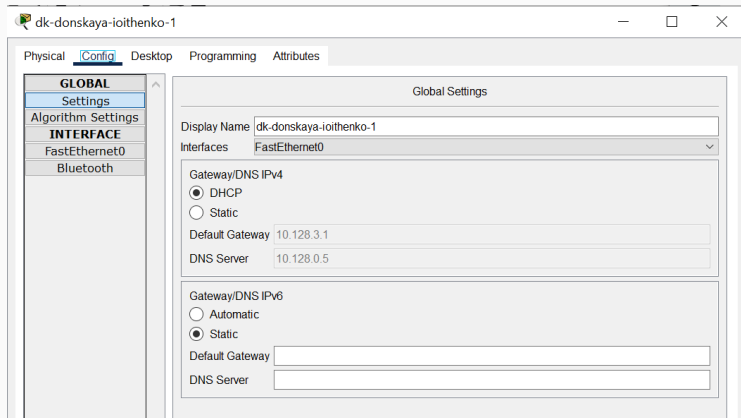 dk-donskaya-ioithenko-1
Physical Config Desktop Programming Attributes
GLOBAL
Settings
Algorithm Settings
INTERFACE
FastEthernet0
Bluetooth
Global Settings
Display Name dk-donskaya-ioithenko-1
Interfaces FastEthernet0
Gateway/DNS IPv4
DHCP
Static
Default Gateway 10.128.3.1
DNS Server 10.128.0.5
Gateway/DNS IPv6
Automatic
Static
Default Gateway
DNS Server